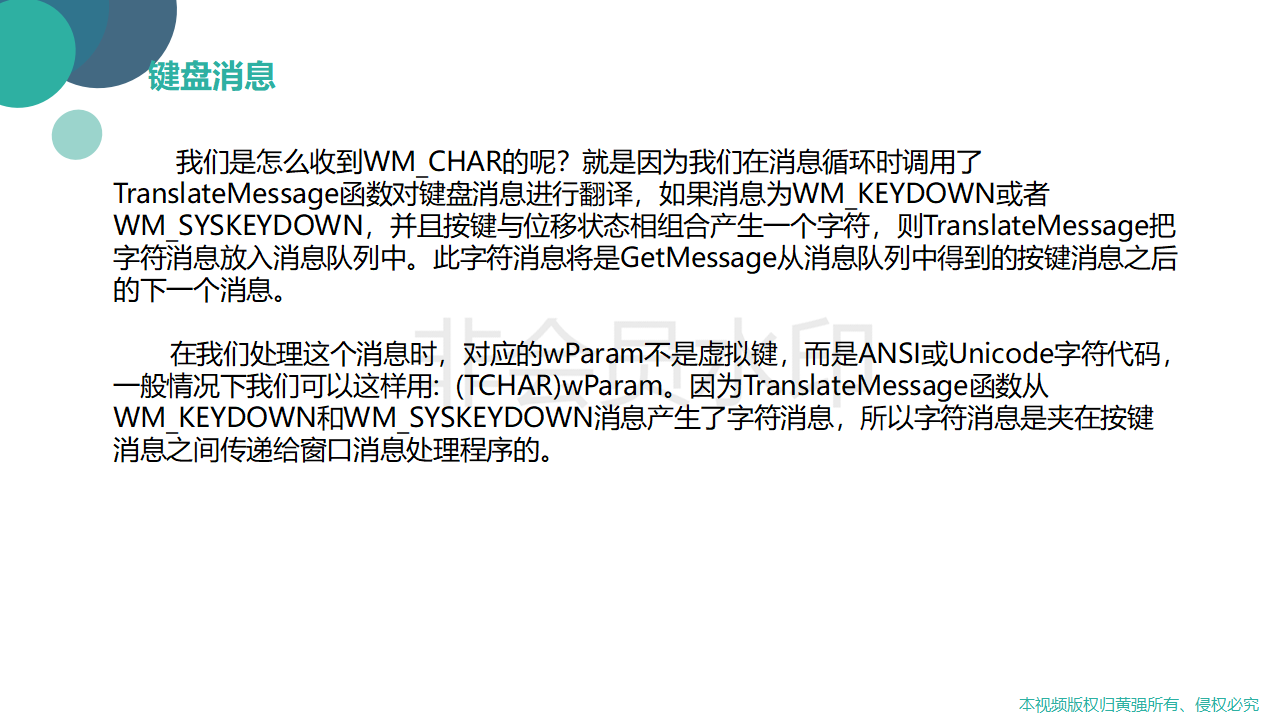 键盘消息
我们是怎么收到WM_CHAR的呢？就是因为我们在消息循环时调用了
TranslateMessage函数对键盘消息进行翻译，如果消息为WM_KEYDOWN或者
WM_SYSKEYDOWN，并且按键与位移状态相组合产生一个字符，则TranslateMessage把
字符消息放入消息队列中。此字符消息将是GetMessage从消息队列中得到的按键消息之后
的下一个消息。
在我们处理这个消息时，对应的wParam不是虚拟键，而是ANSI或Unicode字符代码，
一般情况下我们可以这样用：(TCHAR)wParam。因为TranslateMessage函数从
WM_KEYDOWN和WM_SYSKEYDOWN消息产生了字符消息，所以字符消息是夹在按键
消息之间传递给窗口消息处理程序的。
非会员水印
本视频版权归黄强所有、侵权必究